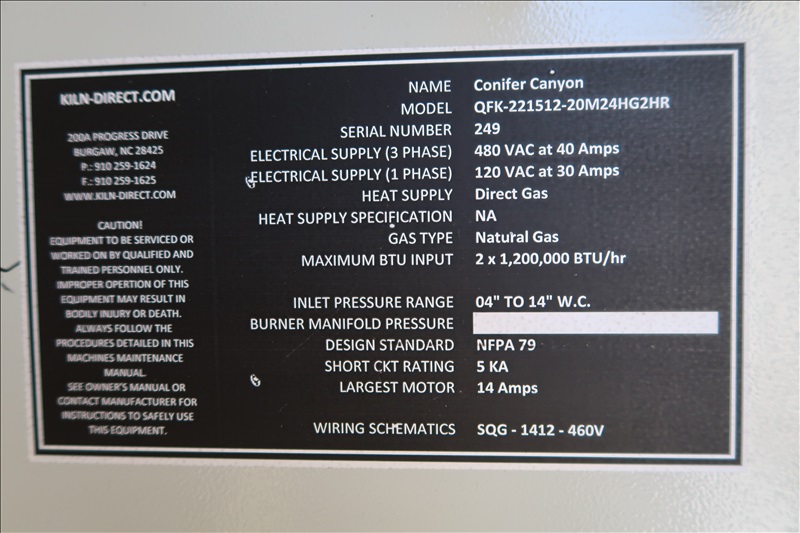 KILN-DIRECT.COM
200A PROGRESS DRIVE
BURGAW, NC 28425
P.: 910 259-1624
F.: 910 259-1625
WWW.KILN-DIRECT.COM
CAUTION!
EQUIPMENT TO BE SERVICED OR
WORKED ON BY QUALIFIED AND
TRAINED PERSONNEL ONLY.
IMPROPER OPERTION OF THIS
EQUIPMENT MAY RESULT IN
BODILY INJURY OR DEATH.
ALWAYS FOLLOW THE
PROCEDURES DETAILED IN THIS
MACHINES MAINTENANCE
MANUAL.
SEE OWNER'S MANUAL OR
CONTACT MANUFACTURER FOR
INSTRUCTIONS TO SAFELY USE
THIS EQUIPMENT.
NAME Conifer Canyon
MODEL QFK-221512-20M24HG2HR
SERIAL NUMBER 249
ELECTRICAL SUPPLY (3 PHASE) 480 VAC at 40 Amps
ELECTRICAL SUPPLY (1 PHASE) 120 VAC at 30 Amps
HEAT SUPPLY Direct Gas
HEAT SUPPLY SPECIFICATION NA
GAS TYPE Natural Gas
MAXIMUM BTU INPUT 2 x 1,200,000 BTU/hr
INLET PRESSURE RANGE 04" TO 14" W.C.
BURNER MANIFOLD PRESSURE
DESIGN STANDARD NFPA 79
SHORT CKT RATING 5 KA
LARGEST MOTOR 14 Amps
WIRING SCHEMATICS SQG - 1412 - 460V